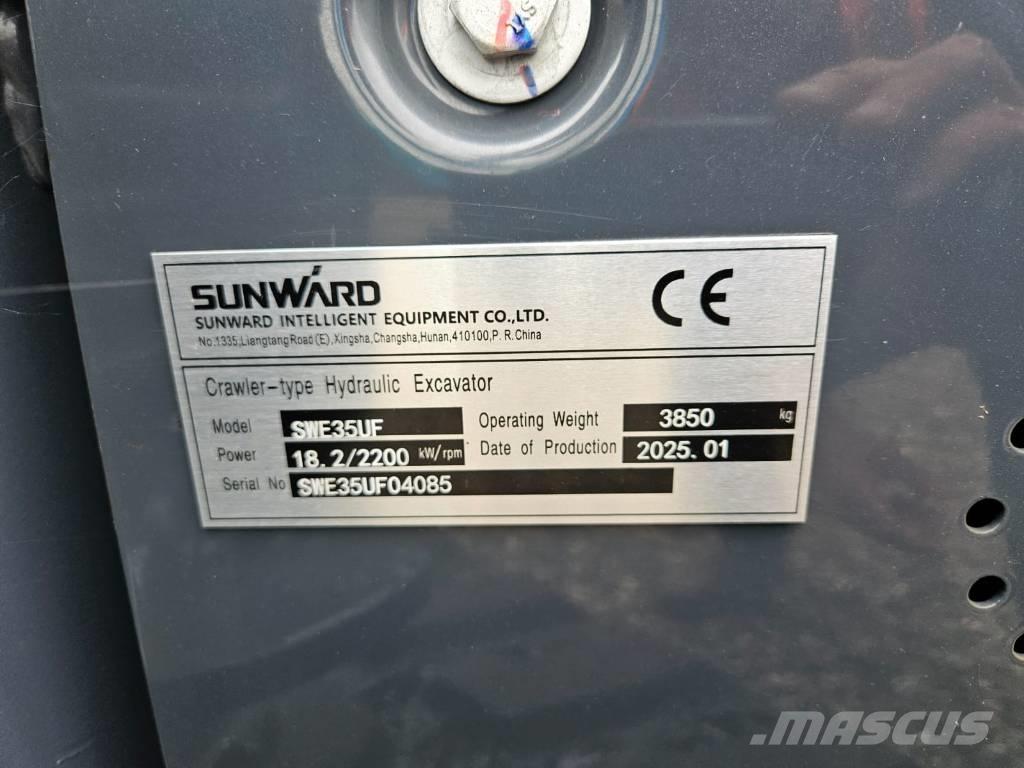 SUNWARD
SUNWARD INTELLIGENT EQUIPMENT CO.,LTD.
No.1335,Liangtang Road (E),Xingsha,Changsha,Hunan,410100,P. R.China
CE
Crawler-type Hydraulic Excavator
Model SWE35UF Operating Weight 3850 kg
Power 18.2/2200 kW/rpm Date of Production 2025.01
Serial No SWE35UF04085
.MASCUS